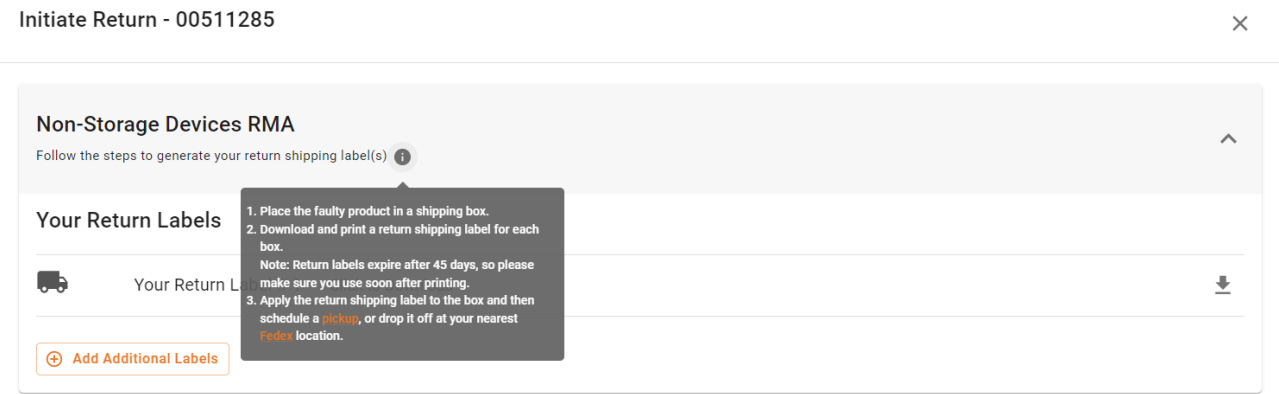 Initiate Return - 00511285
Non-Storage Devices RMA
Follow the steps to generate your return shipping label(s)
1. Place the faulty product in a shipping box.
2. Download and print a return shipping label for each
box.
Note: Return labels expire after 45 days, so please
make sure you use soon after printing.
3. Apply the return shipping label to the box and then
schedule a pickup, or drop it off at your nearest
Fedex location.
Your Return Labels
Your Return
Add Additional Labels